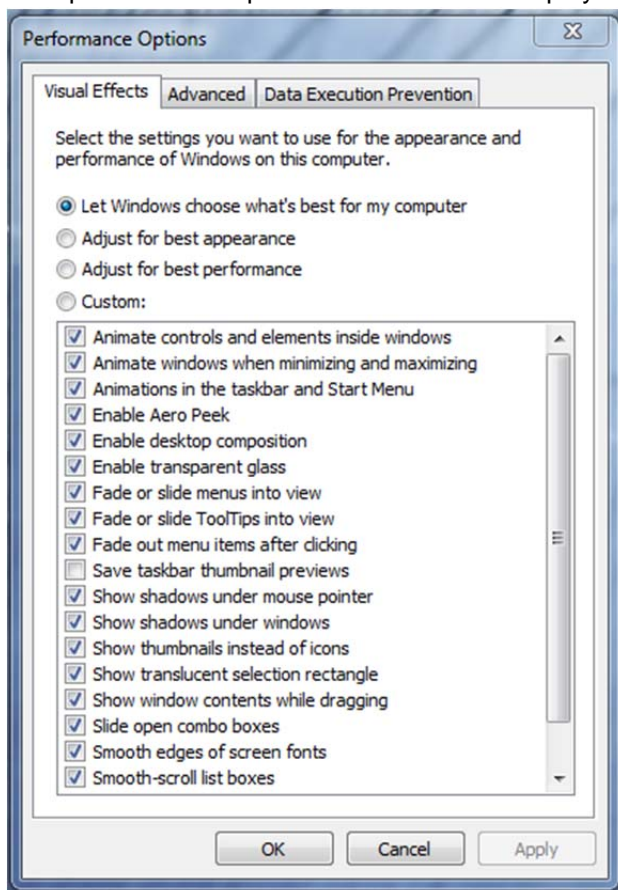 Performance Options
Visual Effects Advanced Data Execution Prevention
Select the settings you want to use for the appearance and
performance of Windows on this computer.
Let Windows choose what's best for my computer
Adjust for best appearance
Adjust for best performance
Custom:
Animate controls and elements inside windows
Animate windows when minimizing and maximizing
Animations in the taskbar and Start Menu
Enable Aero Peek
Enable desktop composition
Enable transparent glass
Fade or slide menus into view
Fade or slide ToolTips into view
Fade out menu items after clicking
Save taskbar thumbnail previews
Show shadows under mouse pointer
Show shadows under windows
Show thumbnails instead of icons
Show translucent selection rectangle
Show window contents while dragging
Slide open combo boxes
Smooth edges of screen fonts
Smooth-scroll list boxes
OK Cancel Apply